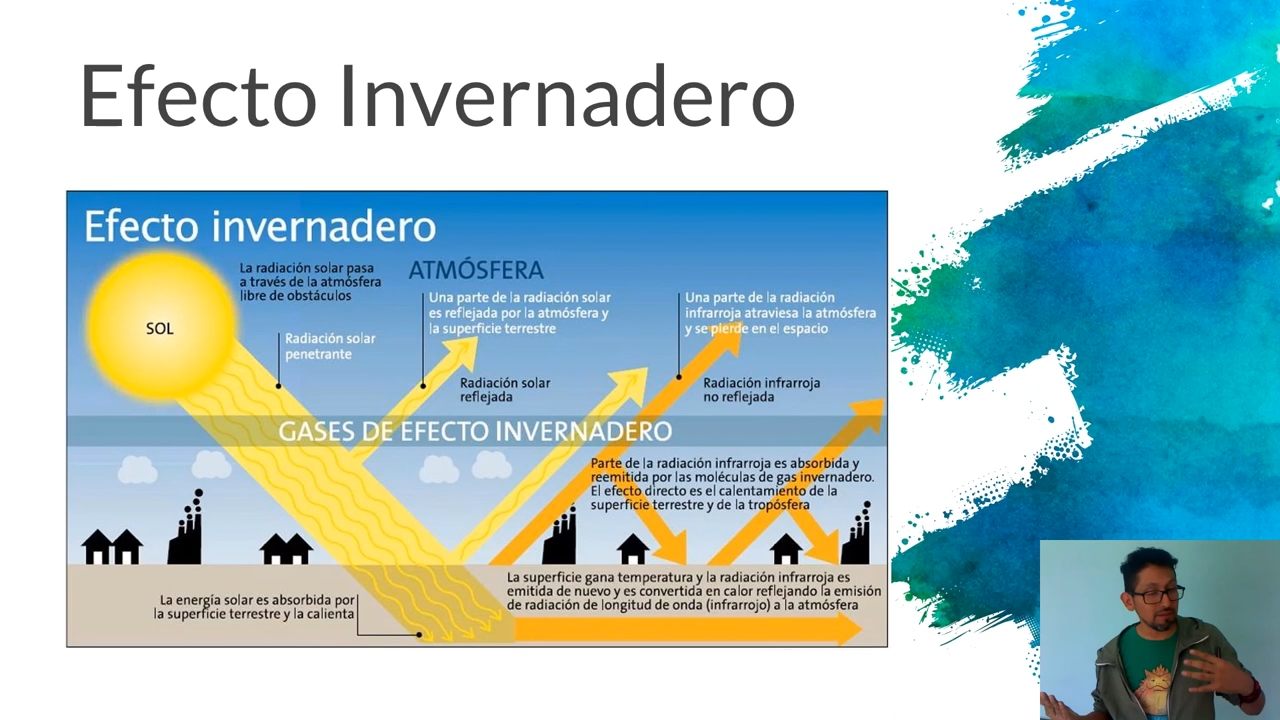 Efecto Invernadero
Efecto invernadero
SOL
La radiación solar pasa
a través de la atmósfera
libre de obstáculos
ATMÓSFERA
Radiación solar
penetrante
Una parte de la radiación solar
es reflejada por la atmósfera y
la superficie terrestre
Radiación solar
reflejada
Una parte de la radiación
infrarroja atraviesa la atmósfera
y se pierde en el espacio
Radiación infrarroja
no reflejada
GASES DE EFECTO INVERNADERO
Parte de la radiación infrarroja es absorbida y
reemitida por las moléculas de gas invernadero.
El efecto directo es el calentamiento de la
superficie terrestre y de la tropósfera
La energía solar es absorbida por
la superficie terrestre y la calienta
La superficie gana temperatura y la radiación infrarroja es
emitida de nuevo y es convertida en calor reflejando la emisión
de radiación de longitud de onda (infrarrojo) a la atmósfera